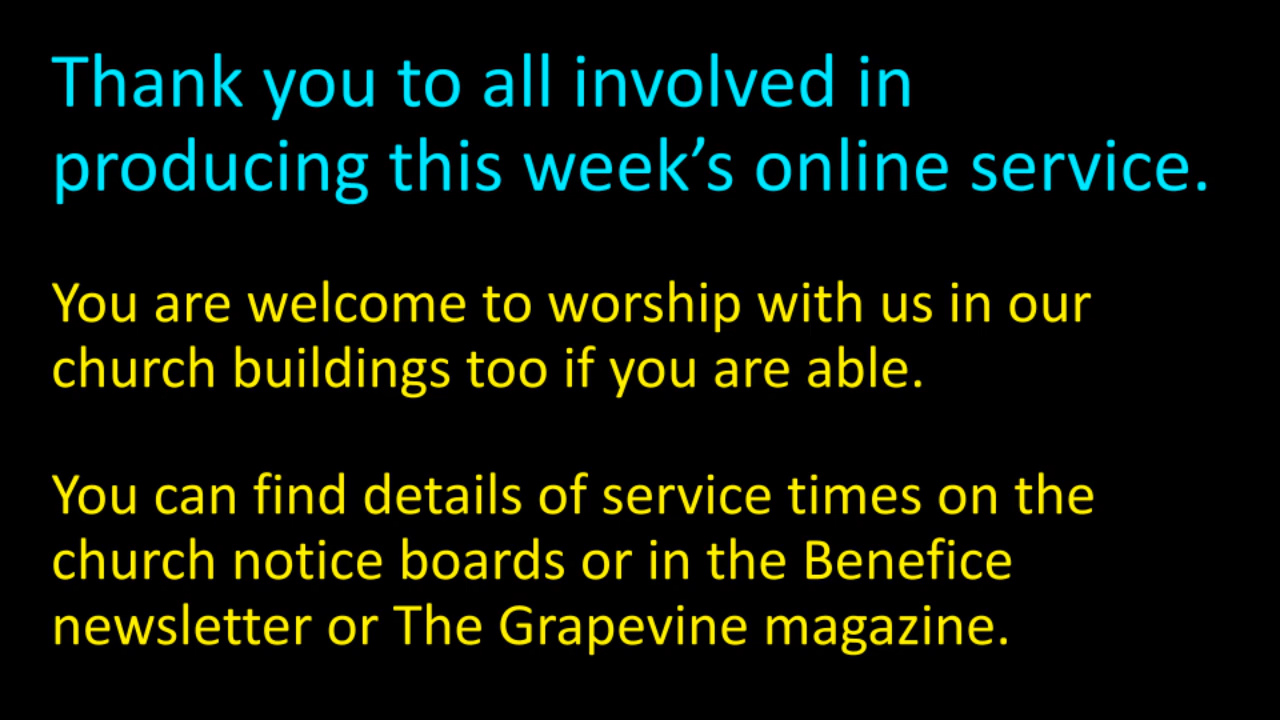 Thank you to all involved in
producing this week’s online service.
You are welcome to worship with us in our
church buildings too if you are able.
You can find details of service times on the
church notice boards or in the Benefice
newsletter or The Grapevine magazine.